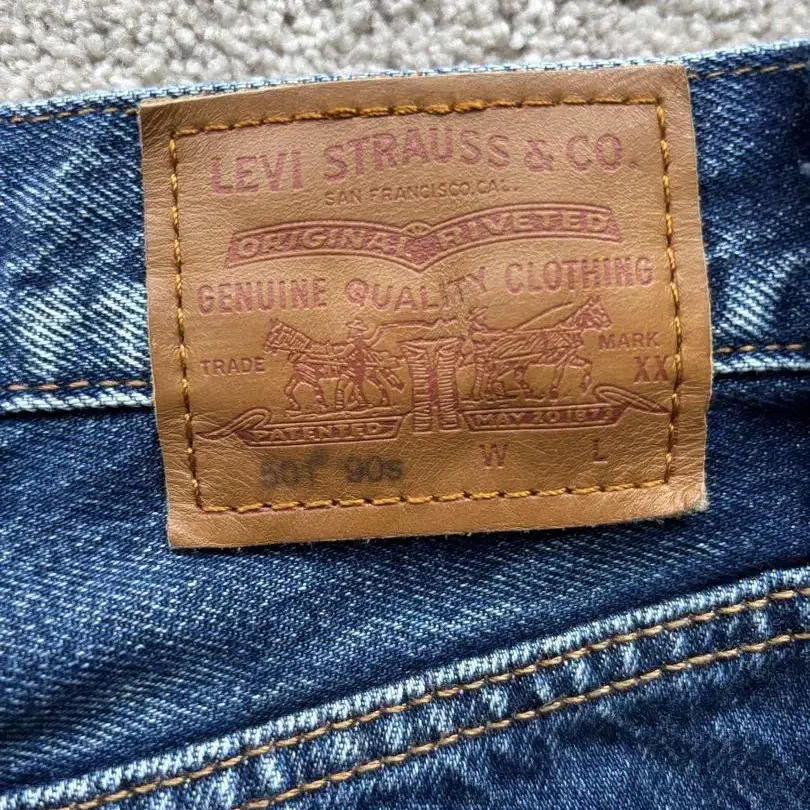 LEVI STRAUSS & CO.
SAN FRANCISCO, CAL.
ORIGINAL RIVETED
GENUINE QUALITY CLOTHING
TRADE MARK
XX
PATENTED MAY 20 1873
501® 90s W L